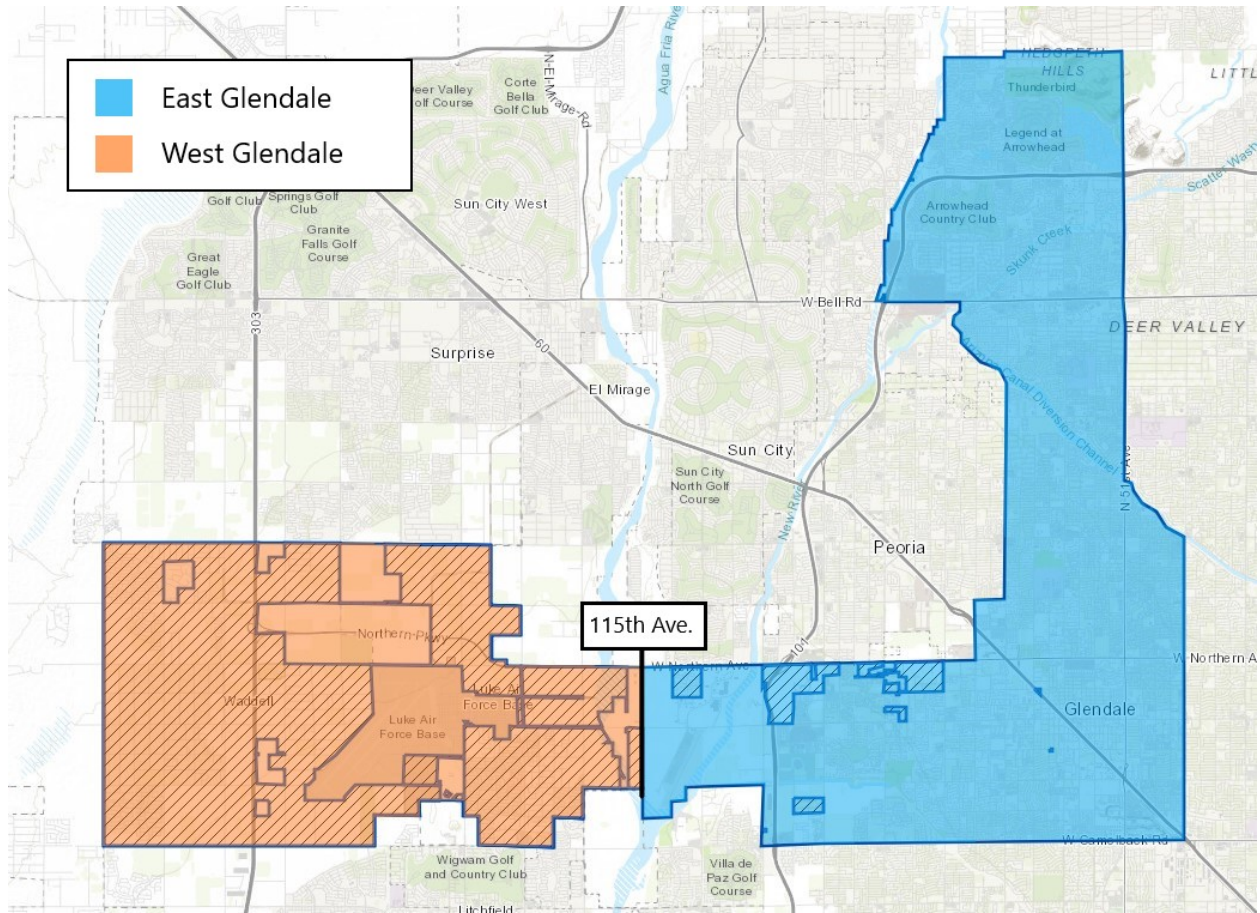 East Glendale
West Glendale
HEDGPETH
HILLS
Thunderbird
Agua Fria River
N-El-Mirage-Rd
Deer Valley
Golf Course
Corte
Bella
Golf Club
Legend at
Arrowhead
Scatter Wash
Springs Golf
Club
Golf Club
Sun City West
Arrowhead
Country Club
Granite
Falls Golf
Course
Great
Eagle
Golf Club
Skunk Creek
W Bell Rd
303
60
DEER VALLEY
Surprise
El Mirage
Arizona Canal Diversion Channel
Sun City
Sun City
North Golf
Course
New River
N 51st Ave
Peoria
115th Ave.
Northern Pkwy
W Northern Ave
101
W Northern A
Waddell
Luke Air
Force Base
Luke Air
Force Base
Glendale
W Camelback Rd
Wigwam Golf
and Country Club
Villa de
Paz Golf
Course
Litchfield